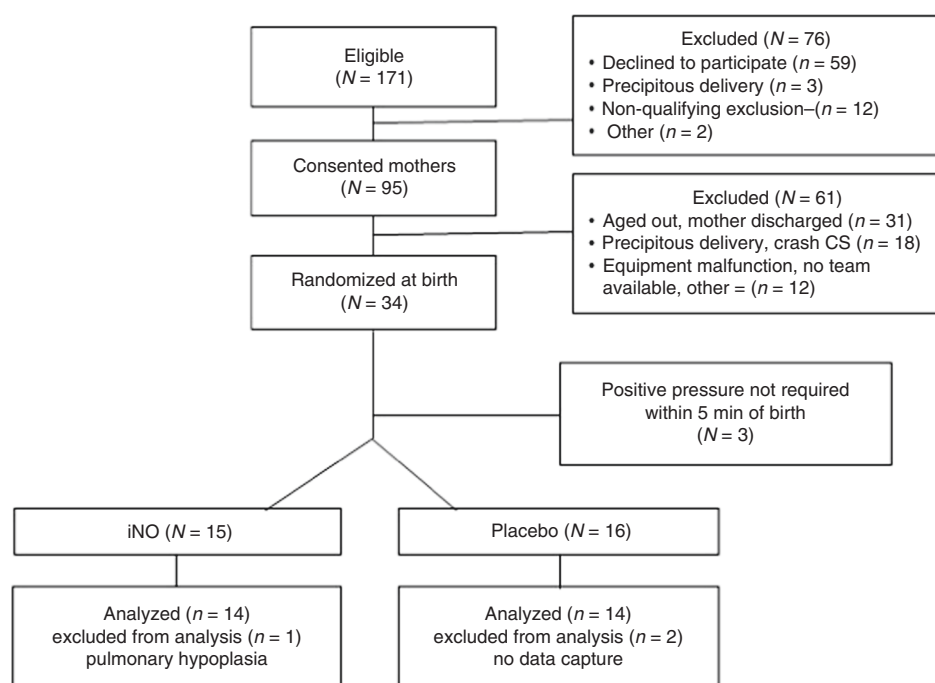 Eligible
(N = 171)
Excluded (N = 76)
• Declined to participate (n = 59)
• Precipitous delivery (n = 3)
• Non-qualifying exclusion–(n = 12)
• Other (n = 2)
Consented mothers
(N = 95)
Excluded (N = 61)
• Aged out, mother discharged (n = 31)
• Precipitous delivery, crash CS (n = 18)
• Equipment malfunction, no team
available, other = (n = 12)
Randomized at birth
(N = 34)
Positive pressure not required
within 5 min of birth
(N = 3)
iNO (N = 15)
Placebo (N = 16)
Analyzed (n = 14)
excluded from analysis (n = 1)
pulmonary hypoplasia
Analyzed (n = 14)
excluded from analysis (n = 2)
no data capture